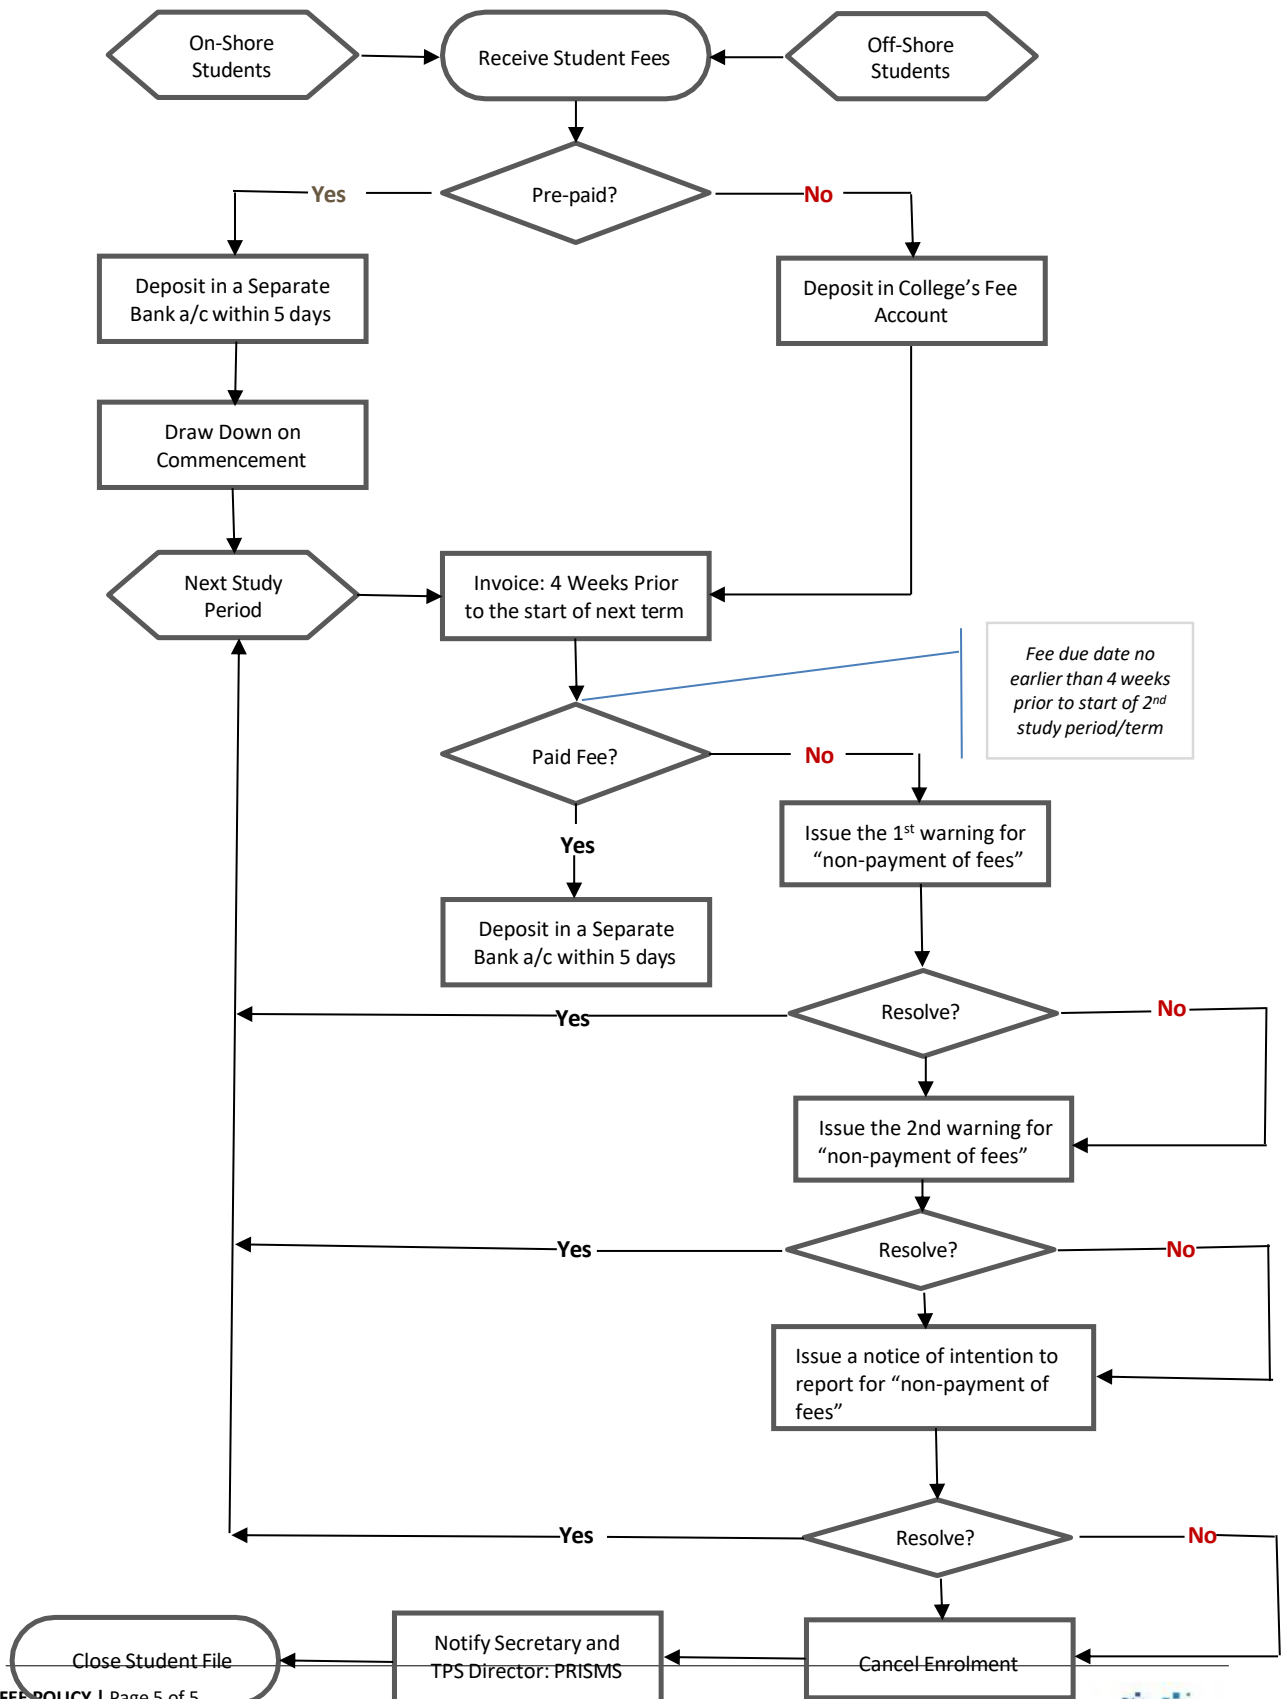 On-Shore
Students
Receive Student Fees
Off-Shore
Students
Pre-paid?
Yes
No
Deposit in a Separate
Bank a/c within 5 days
Deposit in College’s Fee
Account
Draw Down on
Commencement
Next Study
Period
Invoice: 4 Weeks Prior
to the start of next term
Fee due date no
earlier than 4 weeks
prior to start of 2nd
study period/term
Paid Fee?
No
Issue the 1st warning for
“non-payment of fees”
Yes
Deposit in a Separate
Bank a/c within 5 days
Resolve?
Yes
No
Issue the 2nd warning for
“non-payment of fees”
Resolve?
Yes
No
Issue a notice of intention to
report for “non-payment of
fees”
Resolve?
Yes
No
Close Student File
Notify Secretary and
TPS Director: PRISMS
Cancel Enrolment
FEE POLICY | Page 5 of 5